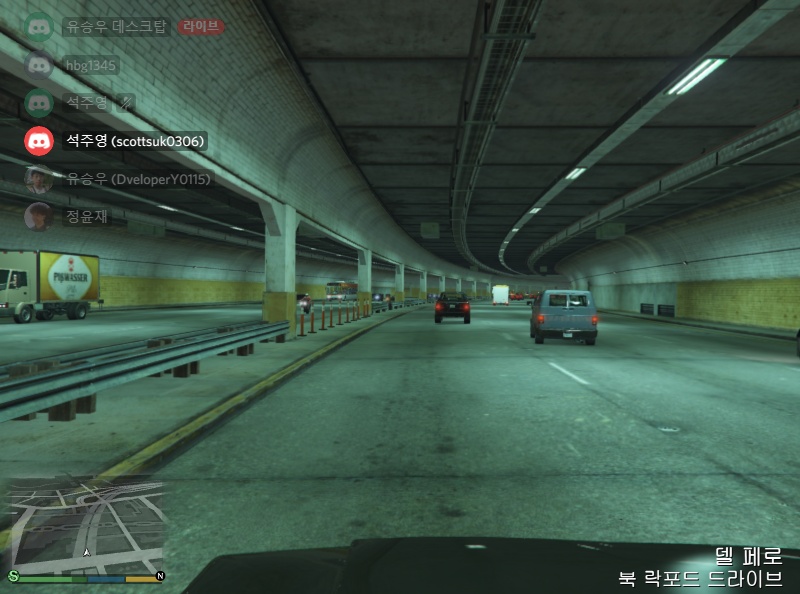 유승우 데스크탑 라이브
hbg1345
석주영
석주영 (scottsuk0306)
유승우 (DveloperY0115)
정윤재
PISSWASSER
S
N
델 페로
북 락포드 드라이브